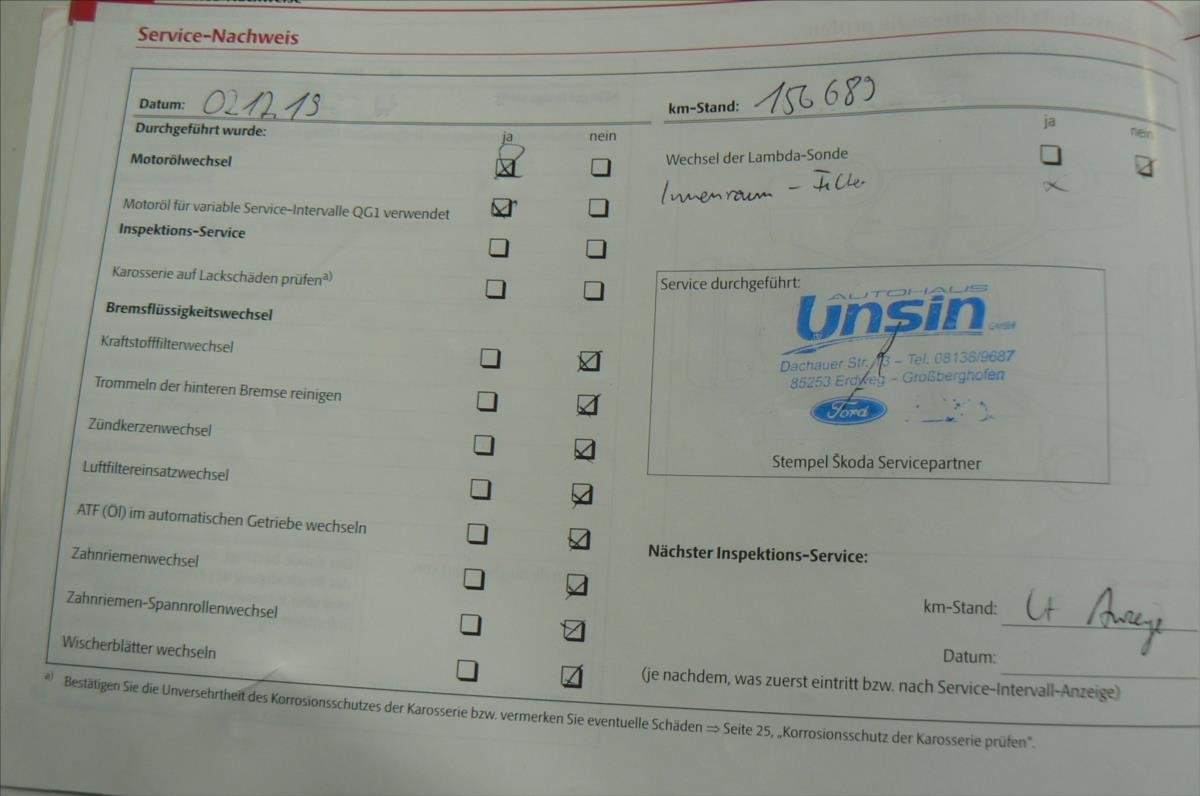 Service-Nachweis
Datum: 021219
km-Stand: 156689
Durchgeführt wurde:
ja nein
ja nein
Motorölwechsel
Wechsel der Lambda-Sonde
Innenraum - Filter
Motoröl für variable Service-Intervalle QG1 verwendet
Inspektions-Service
Karosserie auf Lackschäden prüfen a)
Bremsflüssigkeitswechsel
Kraftstofffilterwechsel
Trommeln der hinteren Bremse reinigen
Zündkerzenwechsel
Luftfiltereinsatzwechsel
ATF (Öl) im automatischen Getriebe wechseln
Zahnriemenwechsel
Zahnriemen-Spannrollenwechsel
Wischerblätter wechseln
Service durchgeführt:
AUTOHAUS
Unsin GMBH
Dachauer Str. 13 – Tel. 08138/9687
85253 Erdweg – Großberghofen
Ford
Stempel Škoda Servicepartner
Nächster Inspektions-Service:
km-Stand: Lt Anzeige
Datum:
(je nachdem, was zuerst eintritt bzw. nach Service-Intervall-Anzeige)
a) Bestätigen Sie die Unversehrtheit des Korrosionsschutzes der Karosserie bzw. vermerken Sie eventuelle Schäden ⇒ Seite 25, „Korrosionsschutz der Karosserie prüfen“.